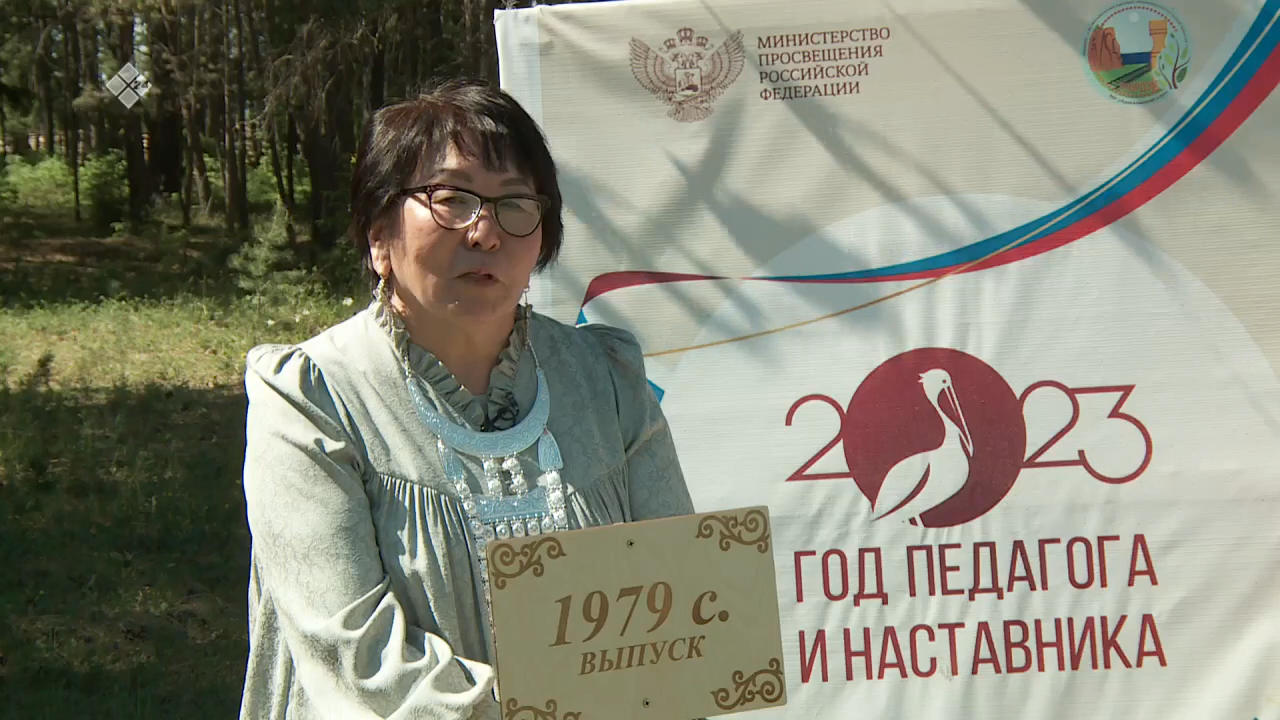 МИНИСТЕРСТВО
ПРОСВЕЩЕНИЯ
РОССИЙСКОЙ
ФЕДЕРАЦИИ
2023
ГОД ПЕДАГОГА
И НАСТАВНИКА
1979 с.
ВЫПУСК